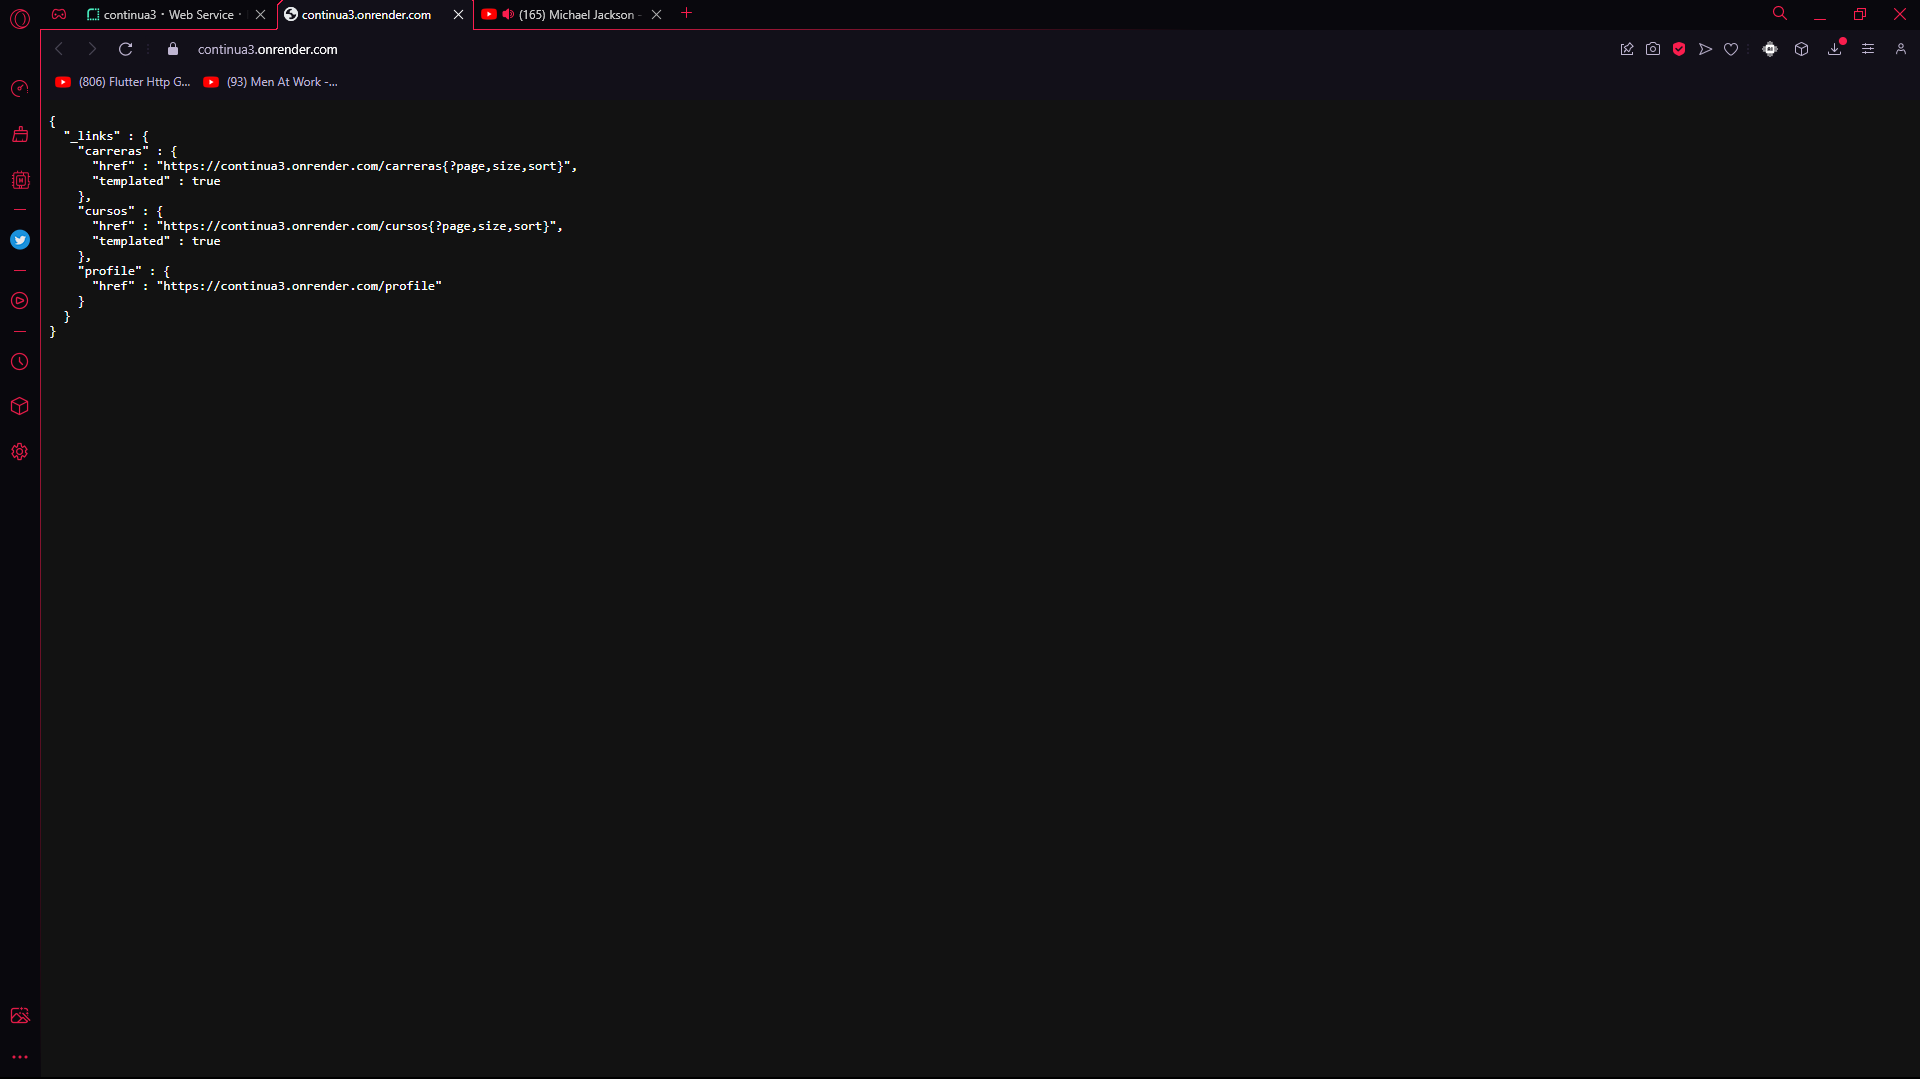 continua3 · Web Service ·
continua3.onrender.com
(165) Michael Jackson -
continua3.onrender.com
(806) Flutter Http G...
(93) Men At Work -...
{
  "_links" : {
    "carreras" : {
      "href" : "https://continua3.onrender.com/carreras{?page,size,sort}",
      "templated" : true
    },
    "cursos" : {
      "href" : "https://continua3.onrender.com/cursos{?page,size,sort}",
      "templated" : true
    },
    "profile" : {
      "href" : "https://continua3.onrender.com/profile"
    }
  }
}